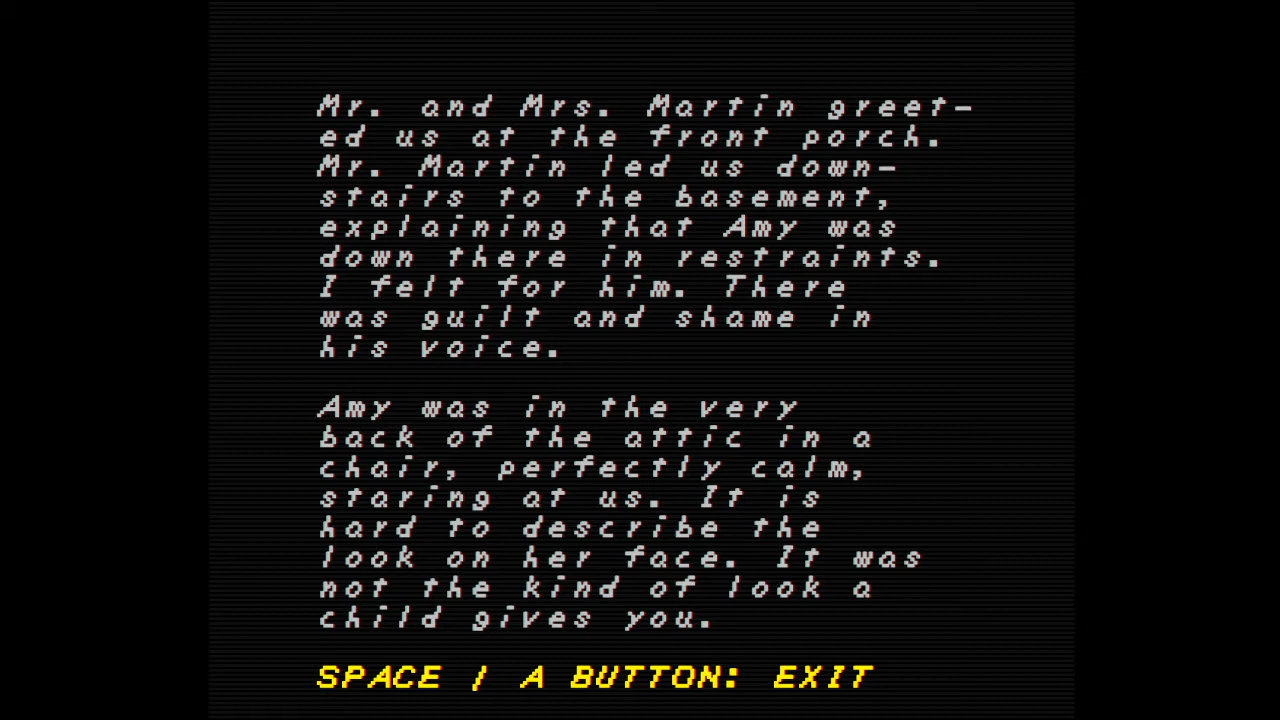 Mr. and Mrs. Martin greet-
ed us at the front porch.
Mr. Martin led us down-
stairs to the basement,
explaining that Amy was
down there in restraints.
I felt for him. There
was guilt and shame in
his voice.
Amy was in the very
back of the attic in a
chair, perfectly calm,
staring at us. It is
hard to describe the
look on her face. It was
not the kind of look a
child gives you.
SPACE / A BUTTON: EXIT